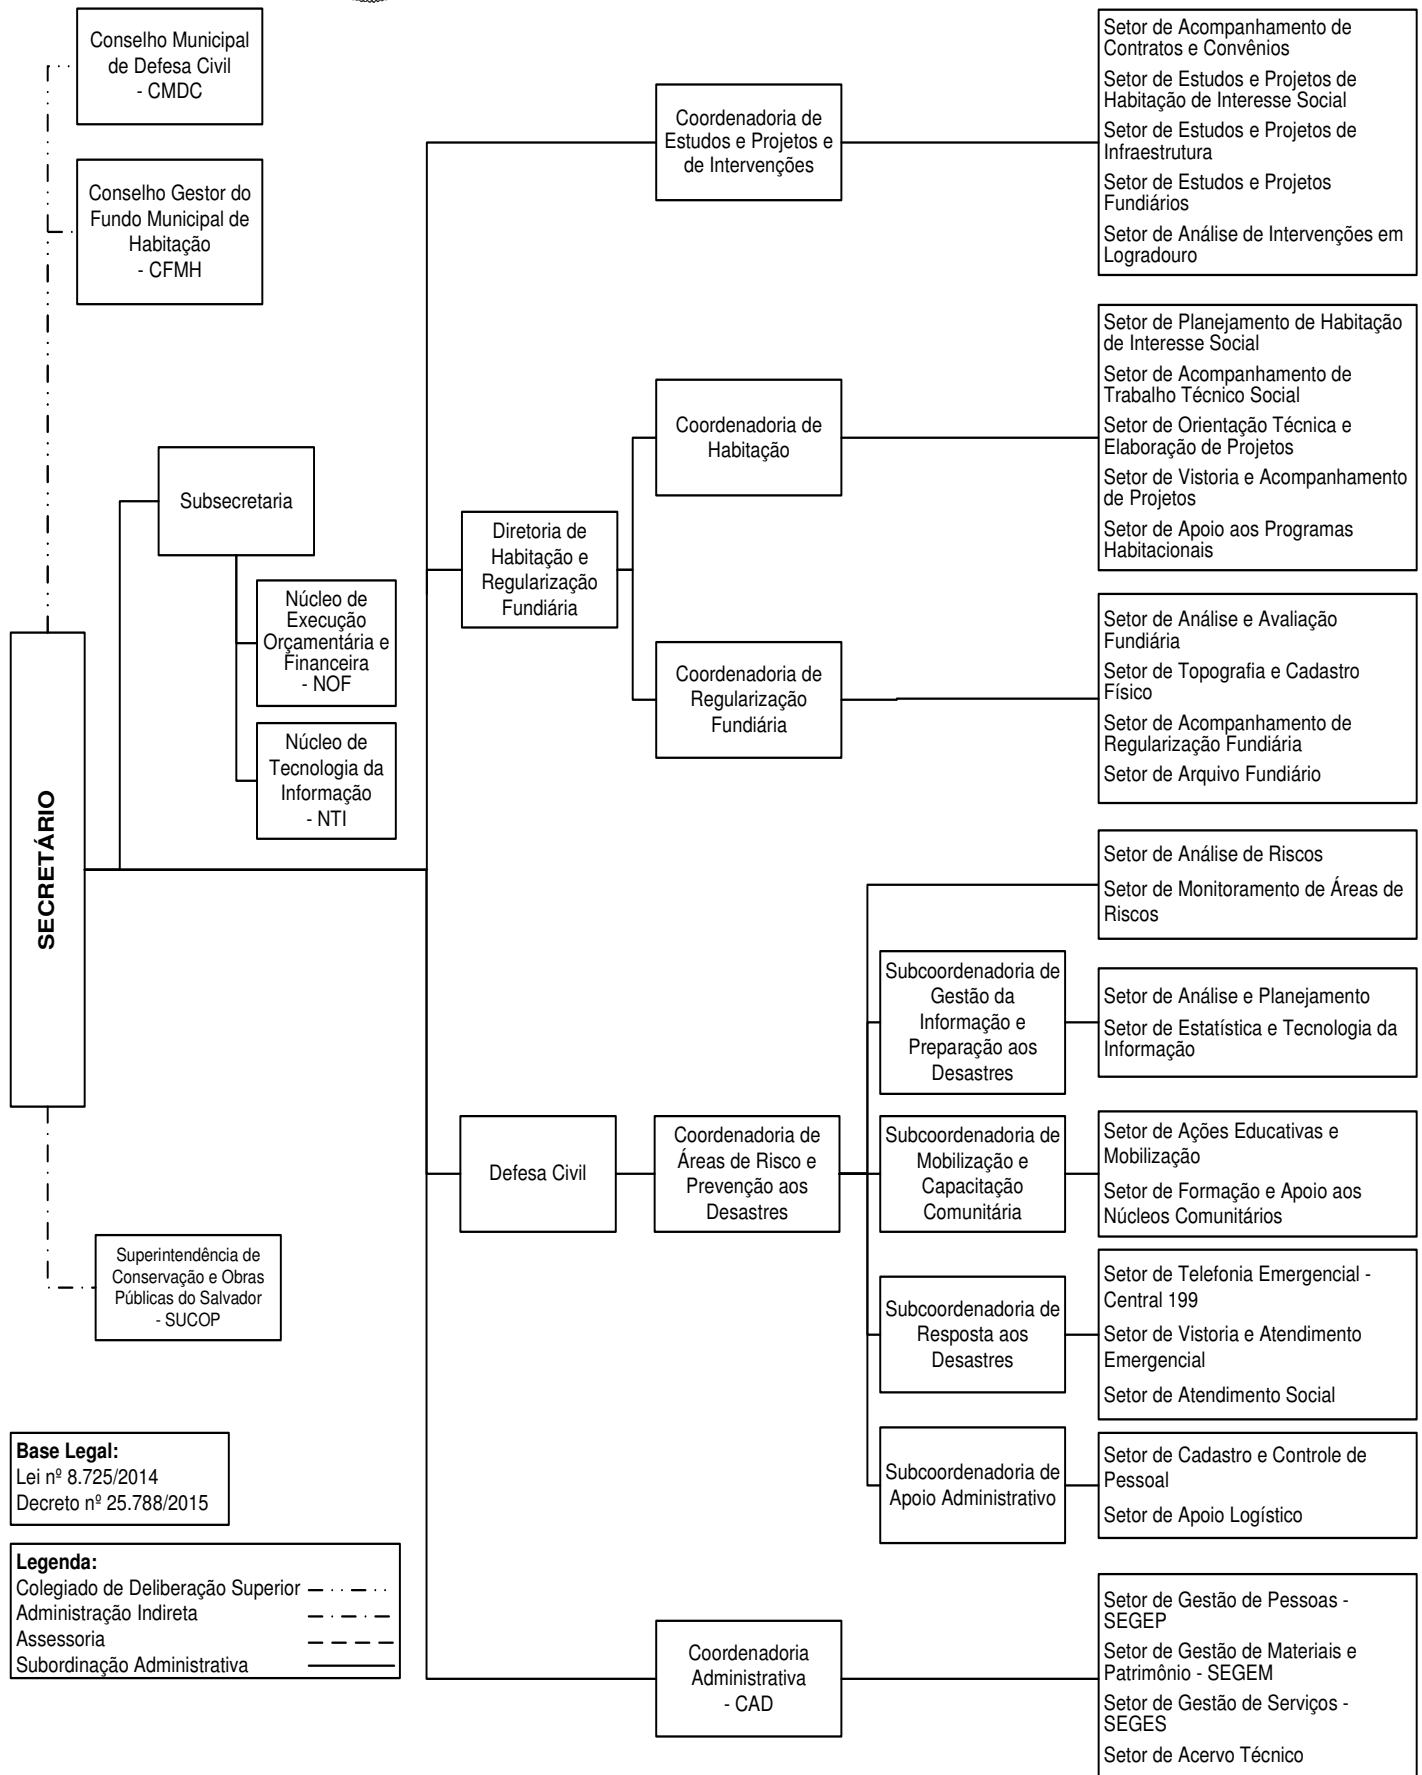 Conselho Municipal
de Defesa Civil
- CMDC
Conselho Gestor do
Fundo Municipal de
Habitação
- CFMH
Subsecretaria
Núcleo de
Execução
Orçamentária e
Financeira
- NOF
Núcleo de
Tecnologia da
Informação
- NTI
SECRETÁRIO
Superintendência de
Conservação e Obras
Públicas do Salvador
- SUCOP
Coordenadoria de
Estudos e Projetos e
de Intervenções
Setor de Acompanhamento de
Contratos e Convênios
Setor de Estudos e Projetos de
Habitação de Interesse Social
Setor de Estudos e Projetos de
Infraestrutura
Setor de Estudos e Projetos
Fundiários
Setor de Análise de Intervenções em
Logradouro
Diretoria de
Habitação e
Regularização
Fundiária
Coordenadoria de
Habitação
Setor de Planejamento de Habitação
de Interesse Social
Setor de Acompanhamento de
Trabalho Técnico Social
Setor de Orientação Técnica e
Elaboração de Projetos
Setor de Vistoria e Acompanhamento
de Projetos
Setor de Apoio aos Programas
Habitacionais
Coordenadoria de
Regularização
Fundiária
Setor de Análise e Avaliação
Fundiária
Setor de Topografia e Cadastro
Físico
Setor de Acompanhamento de
Regularização Fundiária
Setor de Arquivo Fundiário
Defesa Civil
Coordenadoria de
Áreas de Risco e
Prevenção aos
Desastres
Setor de Análise de Riscos
Setor de Monitoramento de Áreas de
Riscos
Subcoordenadoria de
Gestão da
Informação e
Preparação aos
Desastres
Setor de Análise e Planejamento
Setor de Estatística e Tecnologia da
Informação
Subcoordenadoria de
Mobilização e
Capacitação
Comunitária
Setor de Ações Educativas e
Mobilização
Setor de Formação e Apoio aos
Núcleos Comunitários
Subcoordenadoria de
Resposta aos
Desastres
Setor de Telefonia Emergencial -
Central 199
Setor de Vistoria e Atendimento
Emergencial
Setor de Atendimento Social
Subcoordenadoria de
Apoio Administrativo
Setor de Cadastro e Controle de
Pessoal
Setor de Apoio Logístico
Coordenadoria
Administrativa
- CAD
Setor de Gestão de Pessoas -
SEGEP
Setor de Gestão de Materiais e
Patrimônio - SEGEM
Setor de Gestão de Serviços -
SEGES
Setor de Acervo Técnico
Base Legal:
Lei nº 8.725/2014
Decreto nº 25.788/2015
Legenda:
Colegiado de Deliberação Superior
Administração Indireta
Assessoria
Subordinação Administrativa